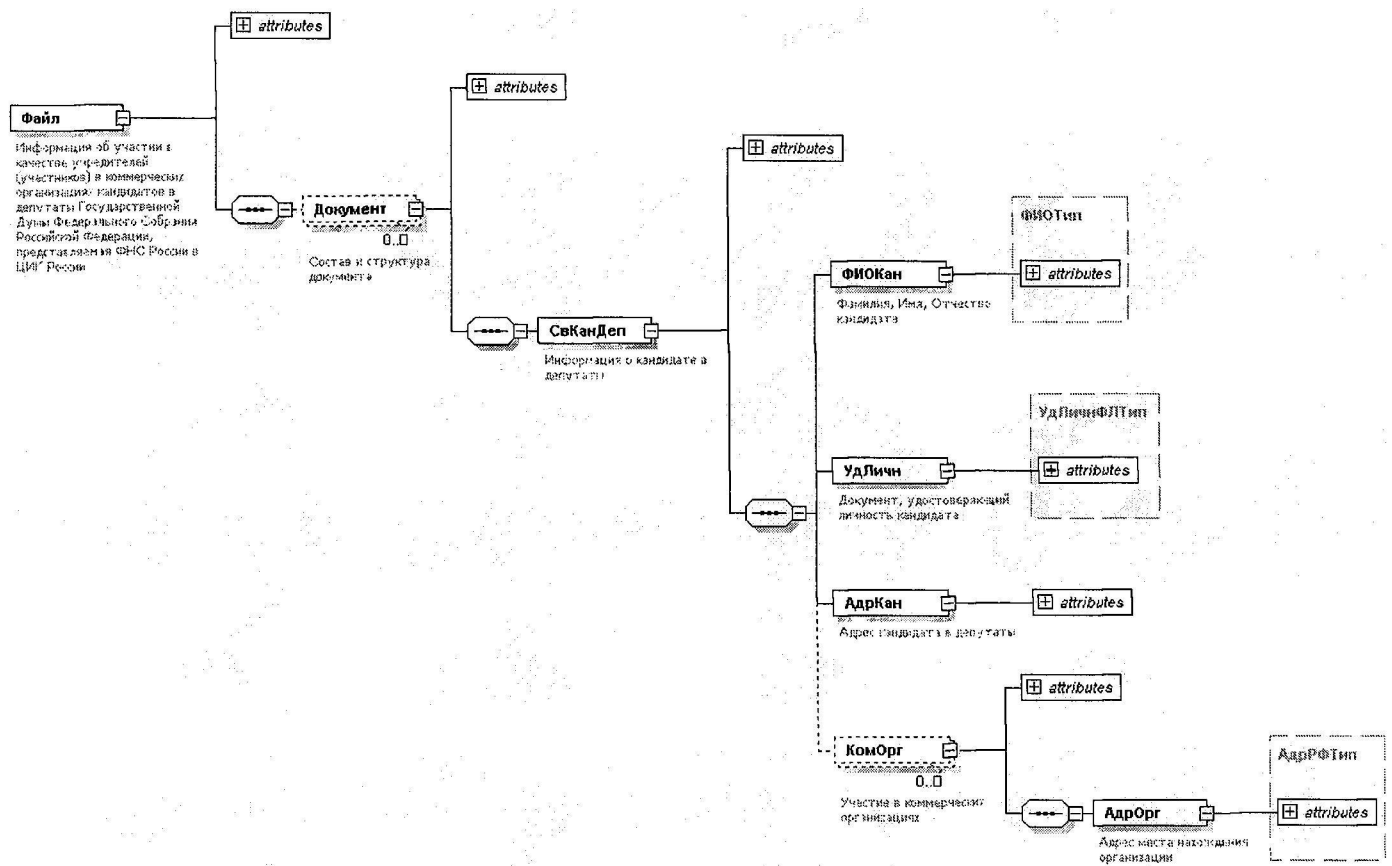 attributes
attributes
Файл
Информация об участии в
качестве учредителей
(участников) в коммерческих
организациях кандидатов в
депутаты Государственной
Думы Федерального Собрания
Российской Федерации,
представляемая ФНС России в
ЦИК России
Документ
0..
Состав и структура
документа
attributes
СвКанДеп
Информация о кандидате в
депутаты
ФИОТип
ФИОКан
attributes
Фамилия, Имя, Отчество
кандидата
УдЛичнФЛТип
УдЛичн
attributes
Документ, удостоверяющий
личность кандидата
АдрКан
attributes
Адрес кандидата в депутаты
attributes
КомОрг
0..
Участие в коммерческих
организациях
АдрРФТип
АдрОрг
attributes
Адрес места нахождения
организации